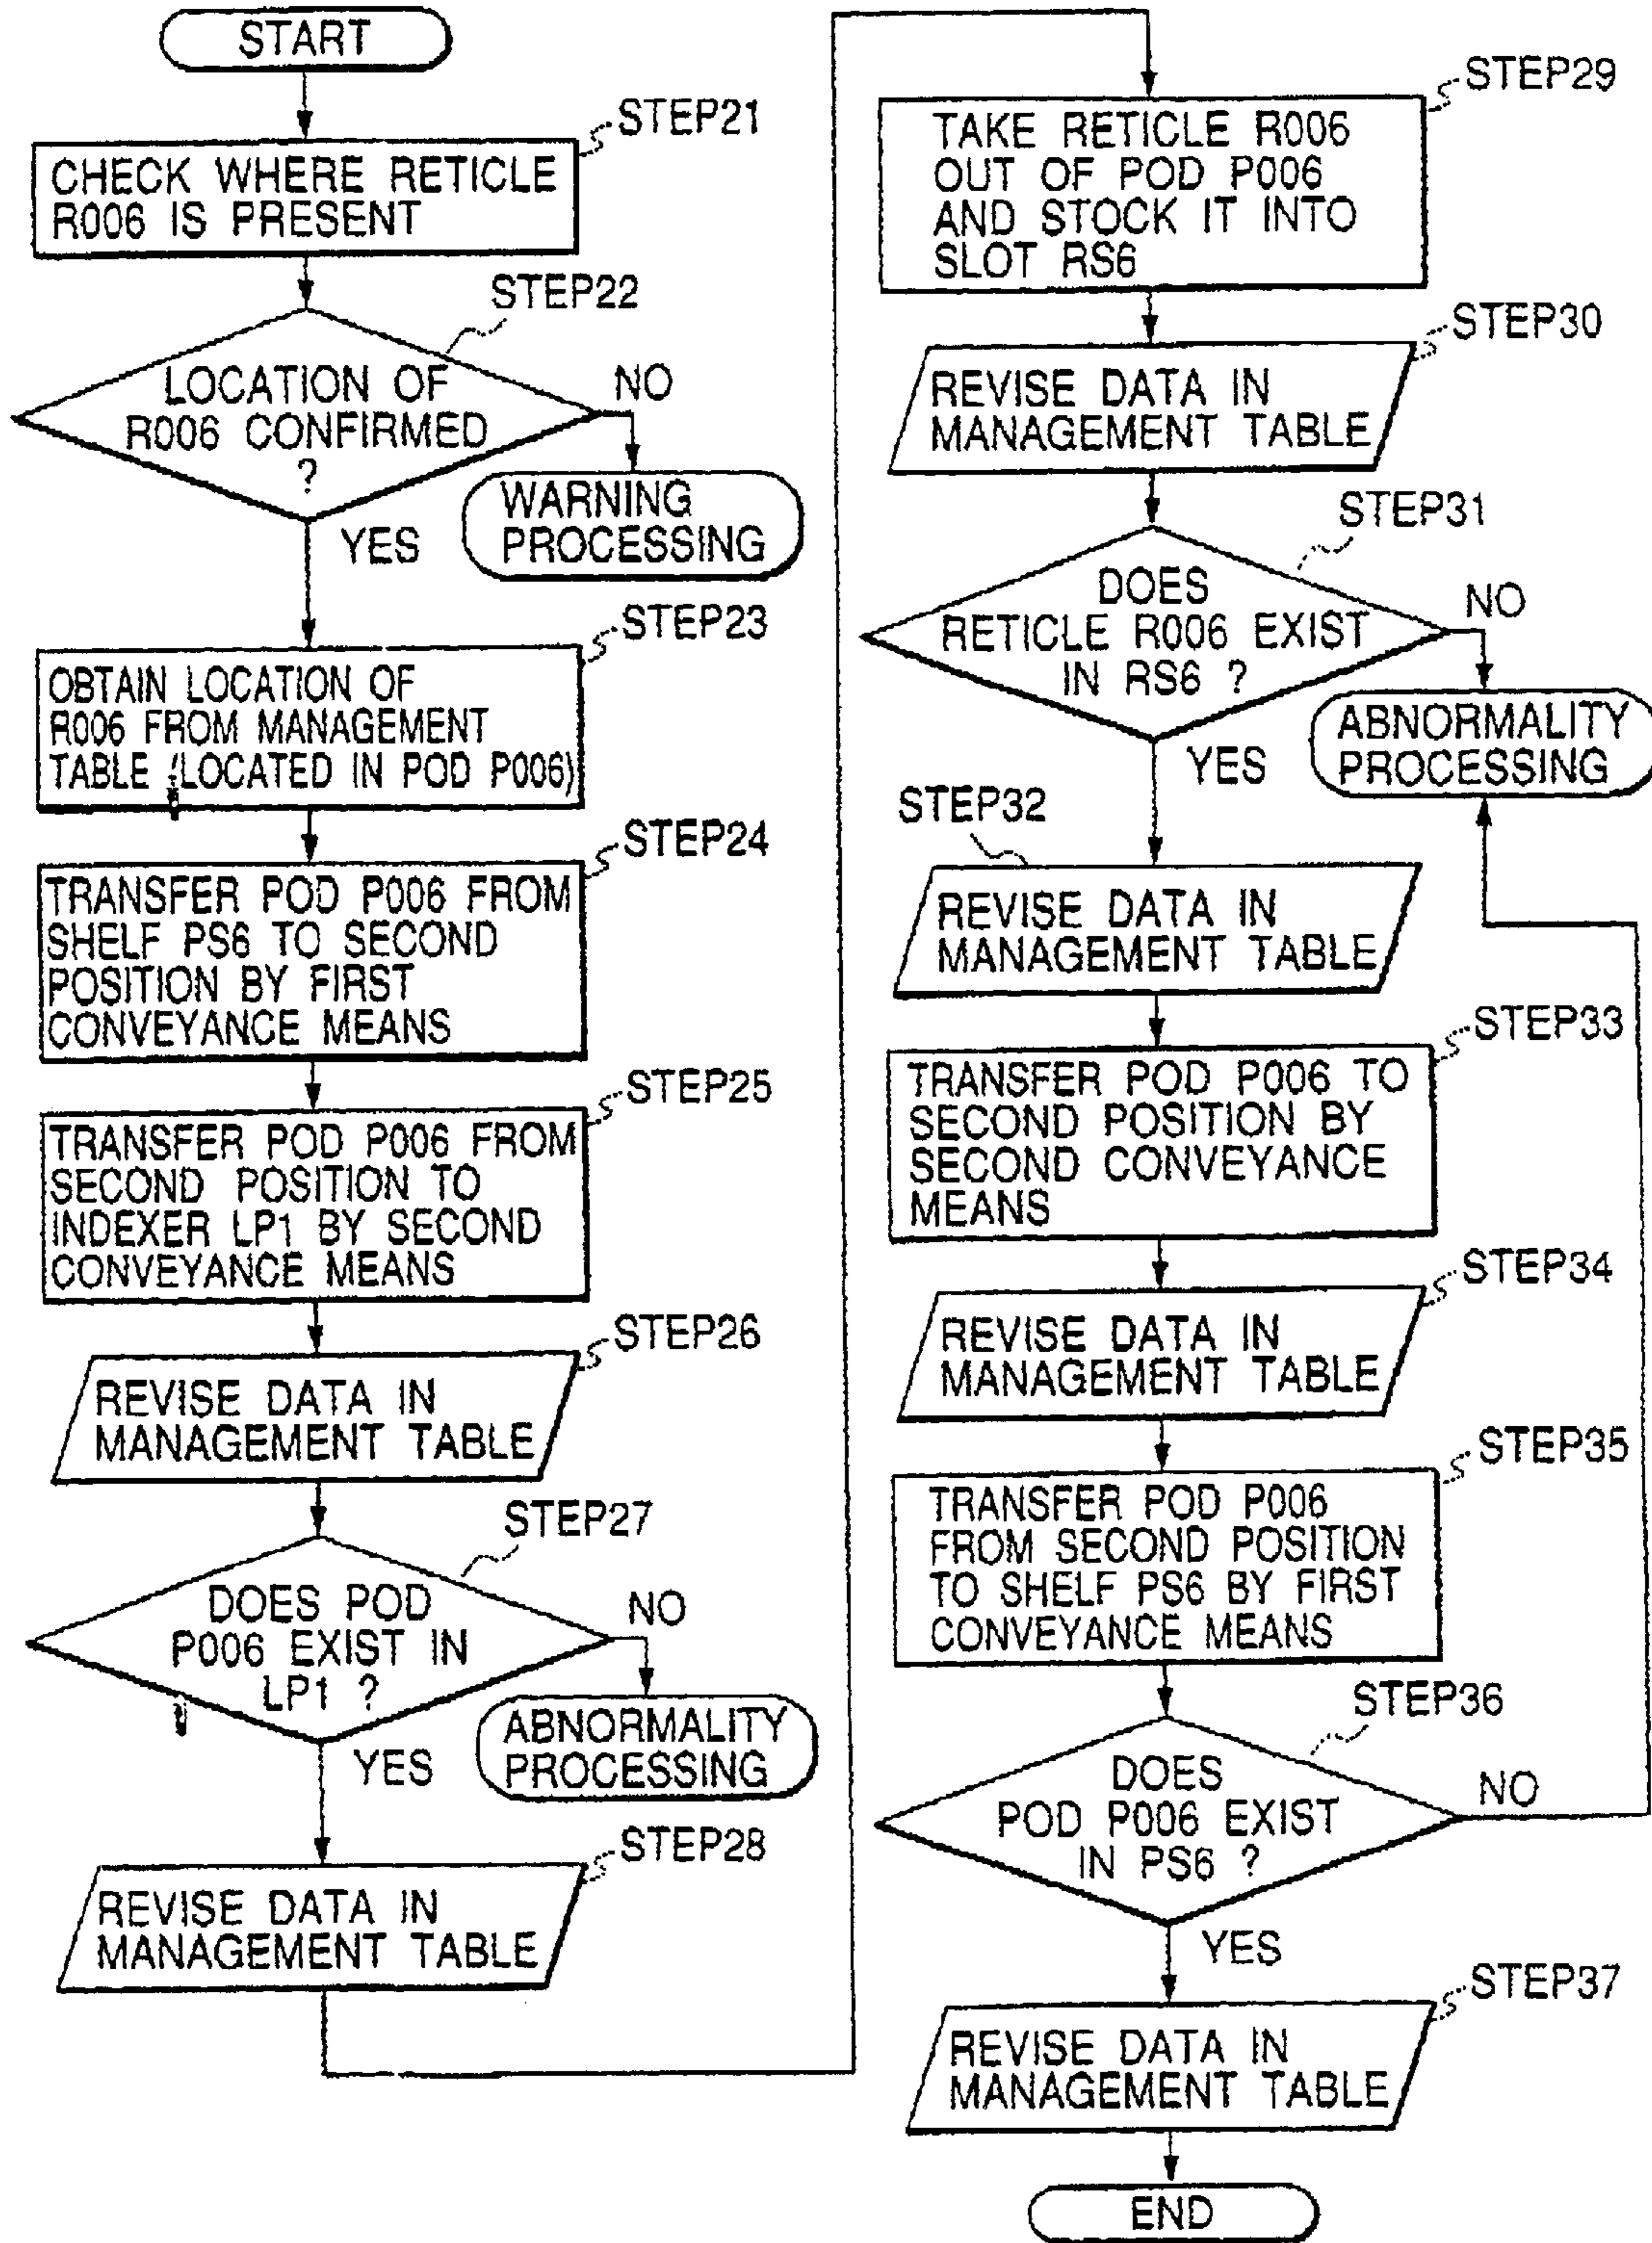 START
STEP21
CHECK WHERE RETICLE
R006 IS PRESENT
STEP22
LOCATION OF
R006 CONFIRMED
?
NO
WARNING
PROCESSING
YES
STEP23
OBTAIN LOCATION OF
R006 FROM MANAGEMENT
TABLE (LOCATED IN POD P006)
STEP24
TRANSFER POD P006 FROM
SHELF PS6 TO SECOND
POSITION BY FIRST
CONVEYANCE MEANS
STEP25
TRANSFER POD P006 FROM
SECOND POSITION TO
INDEXER LP1 BY SECOND
CONVEYANCE MEANS
STEP26
REVISE DATA IN
MANAGEMENT TABLE
STEP27
DOES POD
P006 EXIST IN
LP1 ?
NO
ABNORMALITY
PROCESSING
YES
STEP28
REVISE DATA IN
MANAGEMENT TABLE
STEP29
TAKE RETICLE R006
OUT OF POD P006
AND STOCK IT INTO
SLOT RS6
STEP30
REVISE DATA IN
MANAGEMENT TABLE
STEP31
DOES
RETICLE R006 EXIST
IN RS6 ?
NO
ABNORMALITY
PROCESSING
YES
STEP32
REVISE DATA IN
MANAGEMENT TABLE
STEP33
TRANSFER POD P006 TO
SECOND POSITION BY
SECOND CONVEYANCE
MEANS
STEP34
REVISE DATA IN
MANAGEMENT TABLE
STEP35
TRANSFER POD P006
FROM SECOND POSITION
TO SHELF PS6 BY FIRST
CONVEYANCE MEANS
STEP36
DOES
POD P006 EXIST
IN PS6 ?
NO
YES
STEP37
REVISE DATA IN
MANAGEMENT TABLE
END